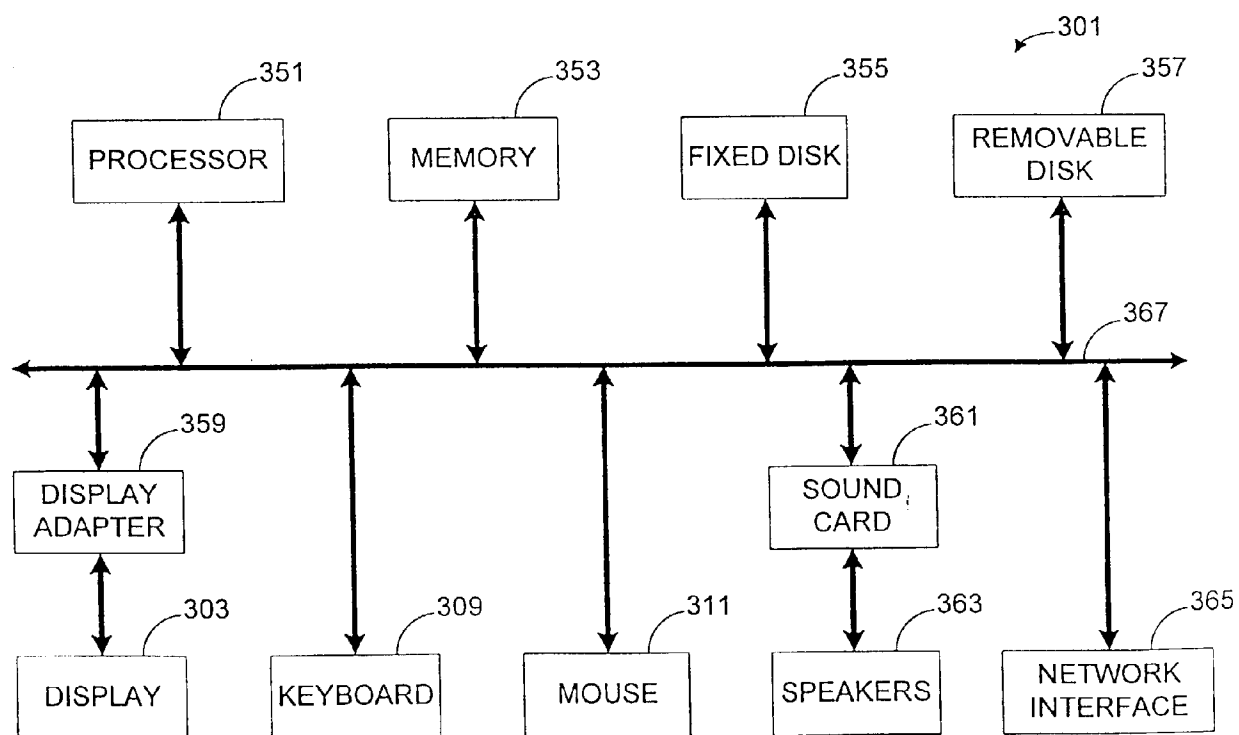 301
351
353
355
357
PROCESSOR
MEMORY
FIXED DISK
REMOVABLE
DISK
367
359
361
DISPLAY
ADAPTER
SOUND
CARD
303
309
311
363
365
DISPLAY
KEYBOARD
MOUSE
SPEAKERS
NETWORK
INTERFACE